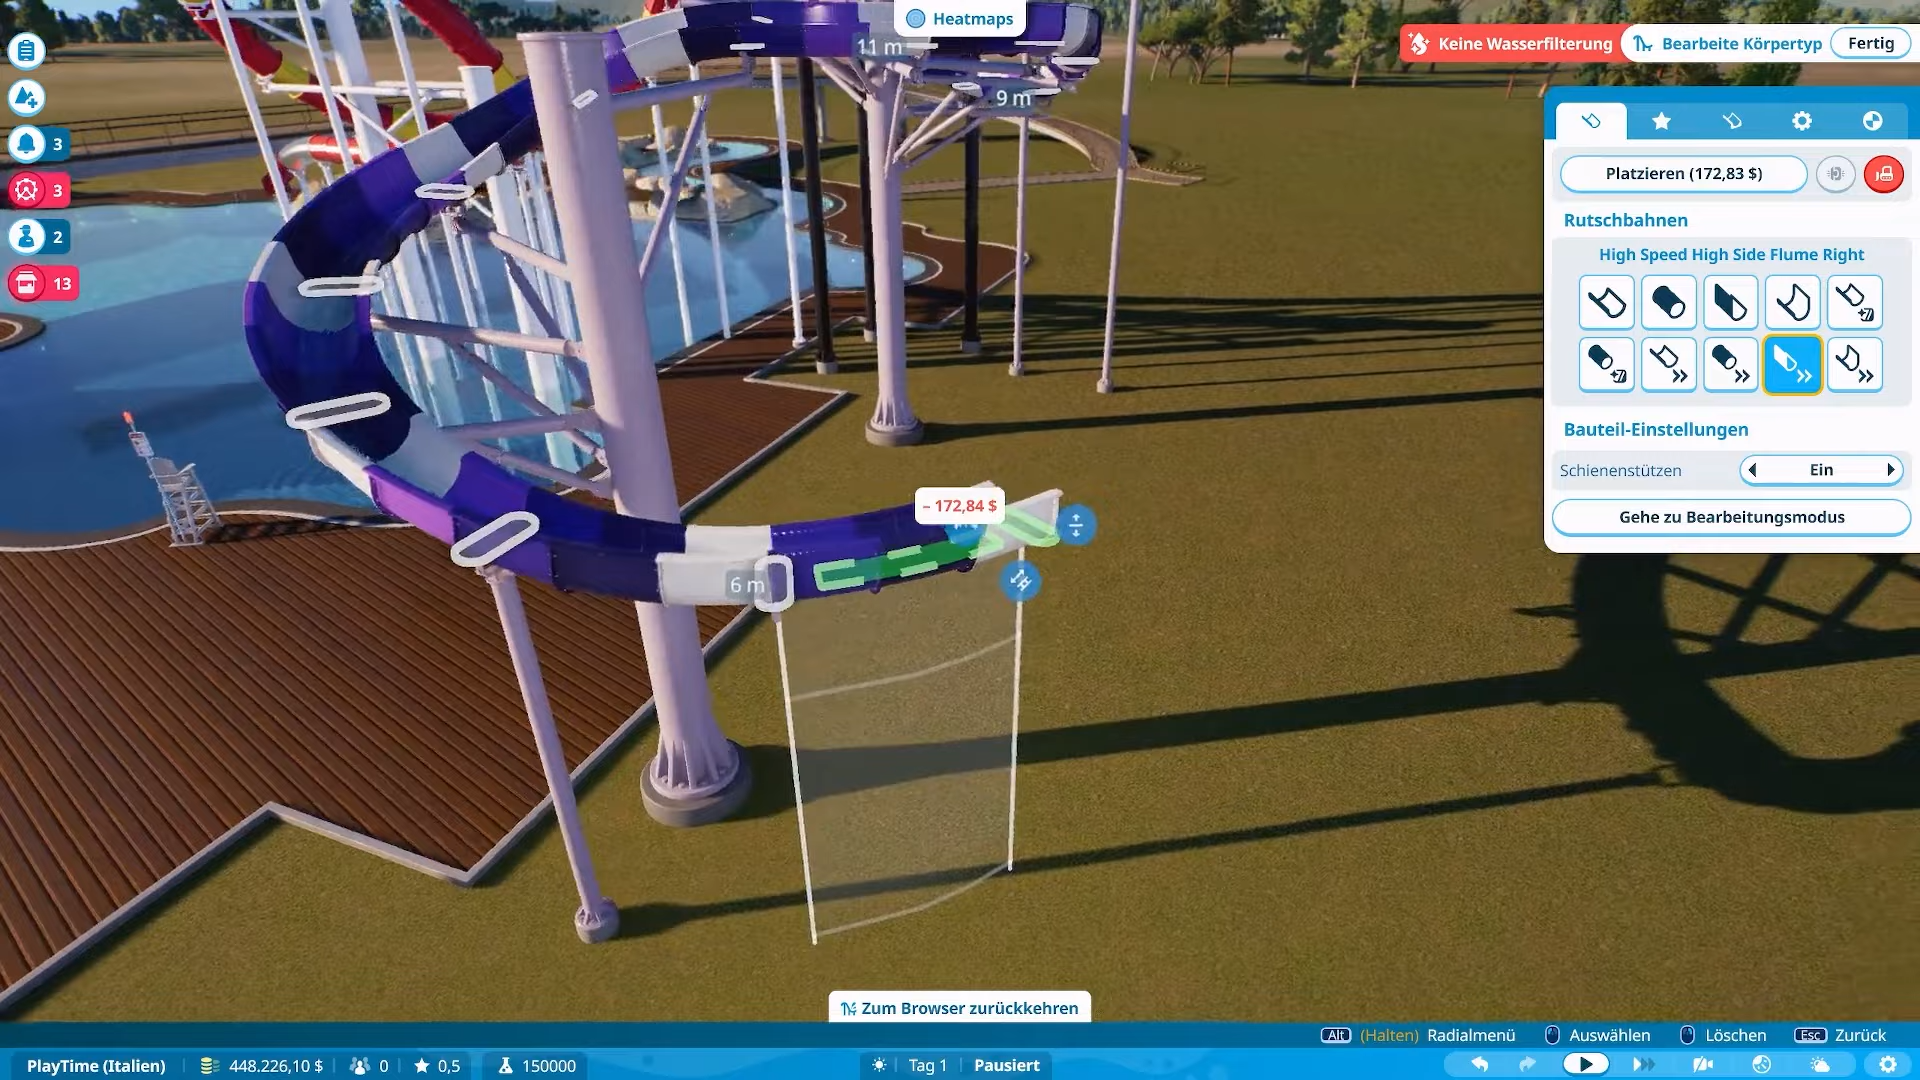 Heatmaps
Keine Wasserfilterung
Bearbeite Körpertyp
Fertig
11 m
9 m
3
3
2
13
Platzieren (172,83 $)
Rutschbahnen
High Speed High Side Flume Right
Bauteil-Einstellungen
Schienenstützen
Ein
Gehe zu Bearbeitungsmodus
– 172,84 $
6 m
Zum Browser zurückkehren
Alt (Halten) Radialmenü
Auswählen
Löschen
Esc Zurück
PlayTime (Italien)
448.226,10 $
0
0,5
150000
Tag 1
Pausiert